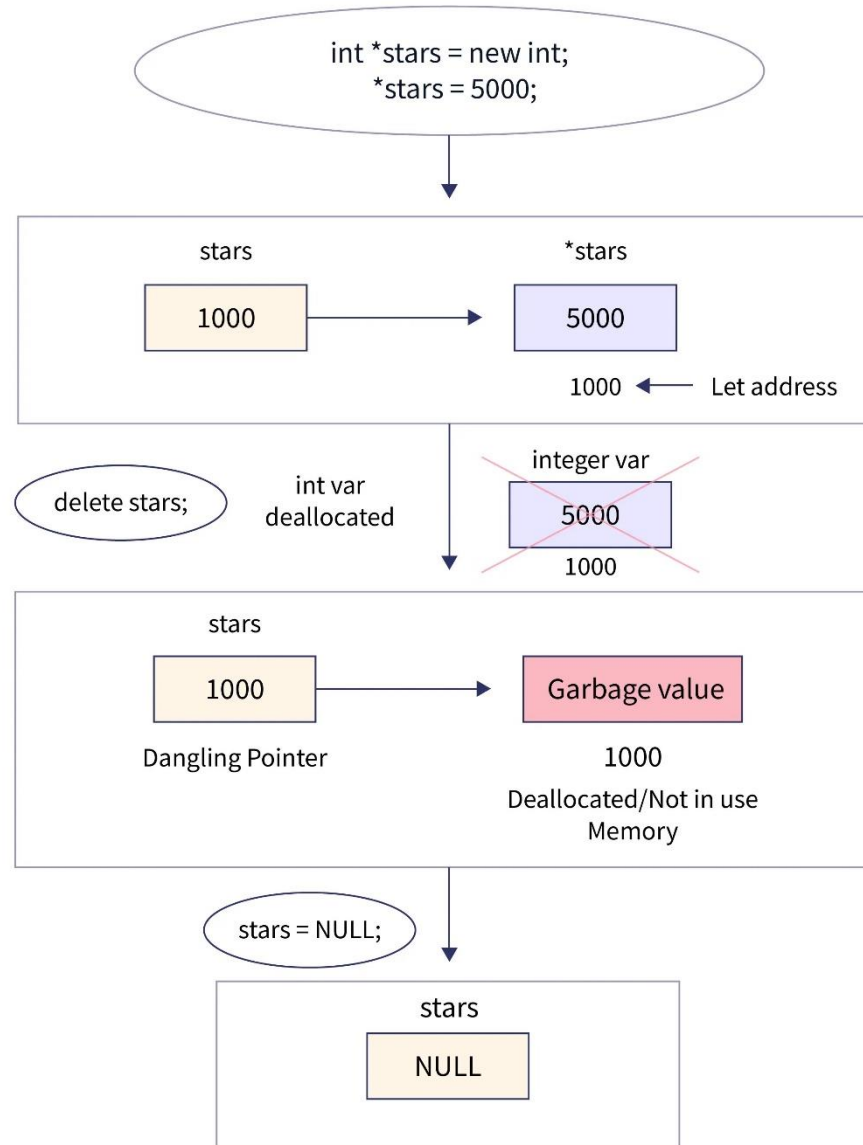 int *stars = new int;
*stars = 5000;
stars
*stars
1000
5000
1000
Let address
delete stars;
int var
deallocated
integer var
5000
1000
stars
1000
Garbage value
Dangling Pointer
1000
Deallocated/Not in use
Memory
stars = NULL;
stars
NULL